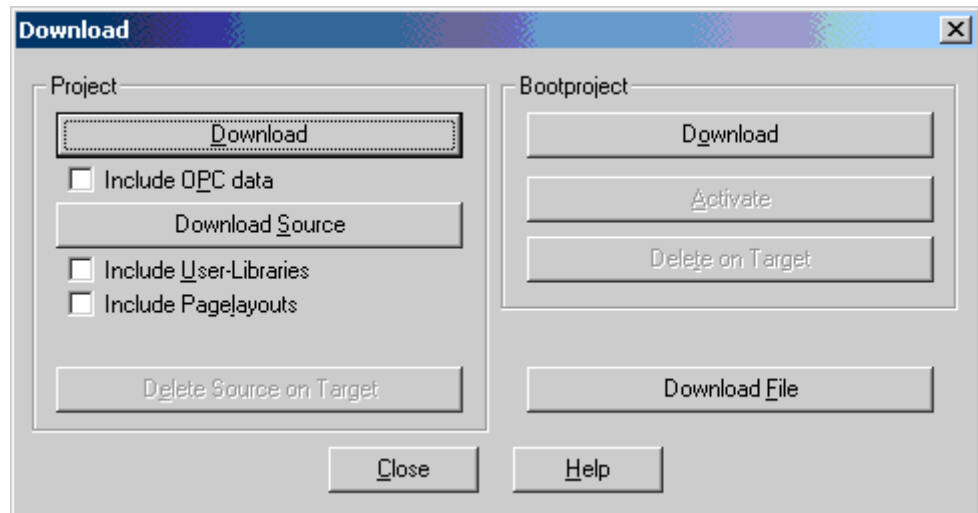 Download
Project
Download
Include OPC data
Download Source
Include User-Libraries
Include Pagelayouts
Delete Source on Target
Bootproject
Download
Activate
Delete on Target
Download File
Close
Help